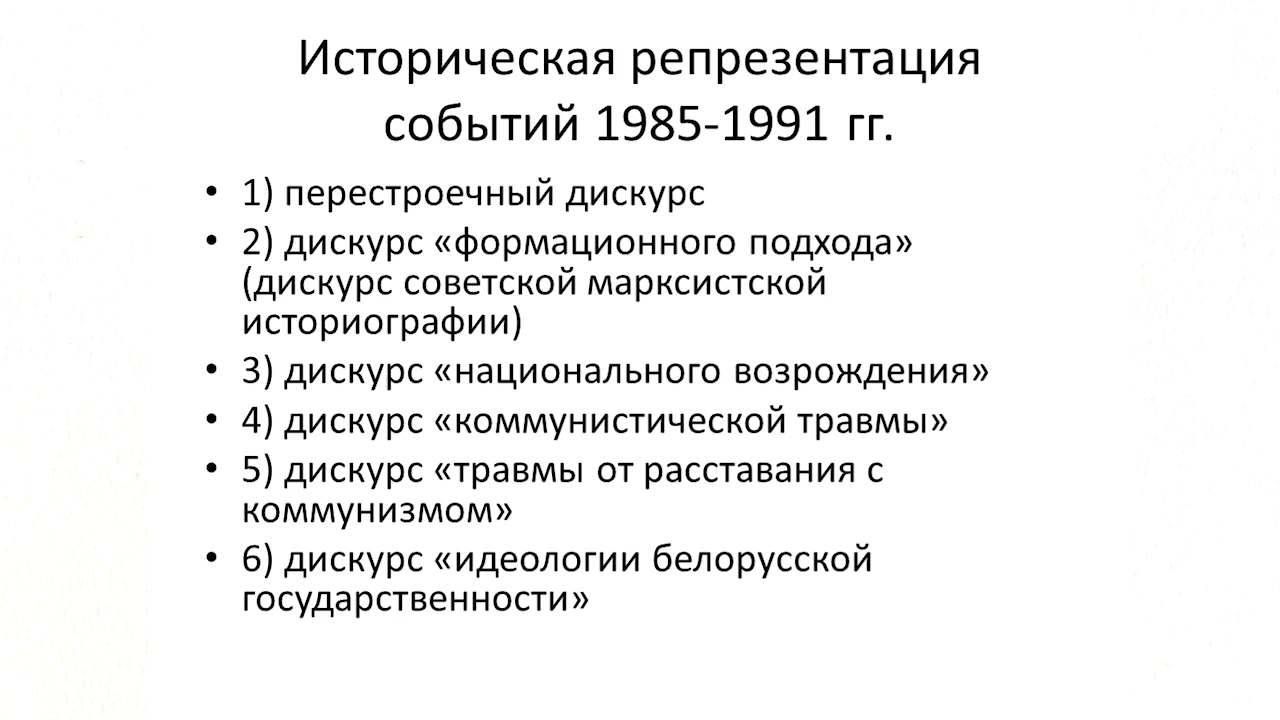 Историческая репрезентация
событий 1985-1991 гг.
• 1) перестроечный дискурс
• 2) дискурс «формационного подхода»
(дискурс советской марксистской
историографии)
• 3) дискурс «национального возрождения»
• 4) дискурс «коммунистической травмы»
• 5) дискурс «травмы от расставания с
коммунизмом»
• 6) дискурс «идеологии белорусской
государственности»